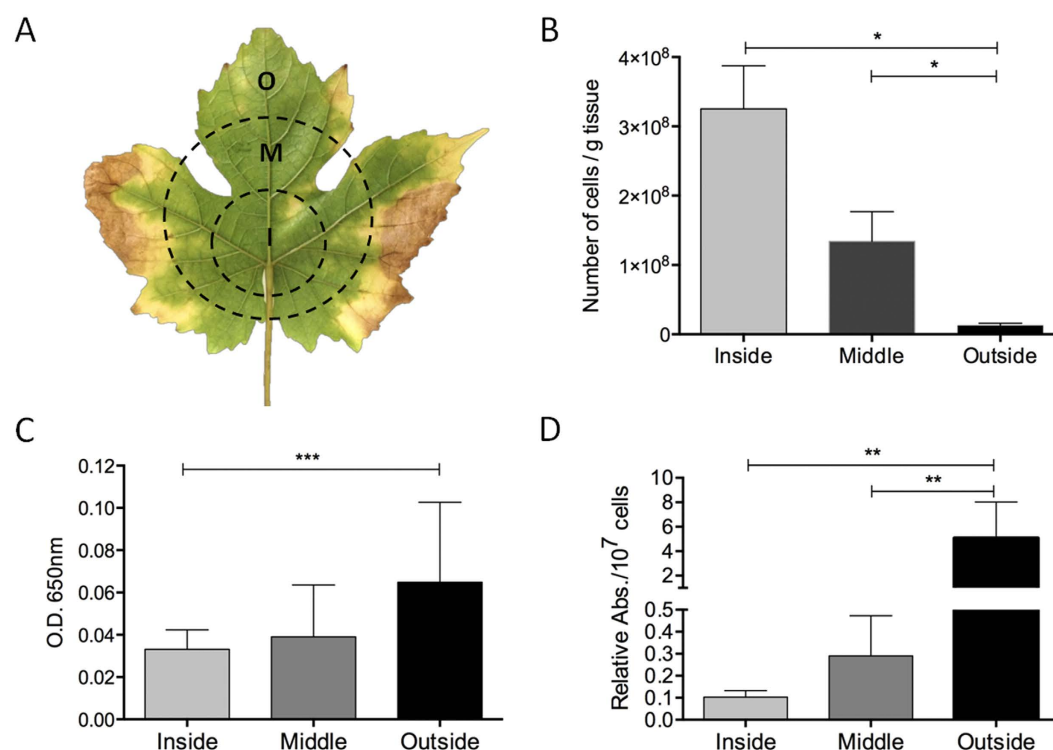 A
O
M
I
B
*
*
Number of cells / g tissue
4×10⁸
3×10⁸
2×10⁸
1×10⁸
0
Inside Middle Outside
C
***
O.D. 650nm
0.12
0.10
0.08
0.06
0.04
0.02
0.00
Inside Middle Outside
D
**
**
Relative Abs./10⁷ cells
10
8
6
4
2
0.5
0.4
0.3
0.2
0.1
0.0
Inside Middle Outside